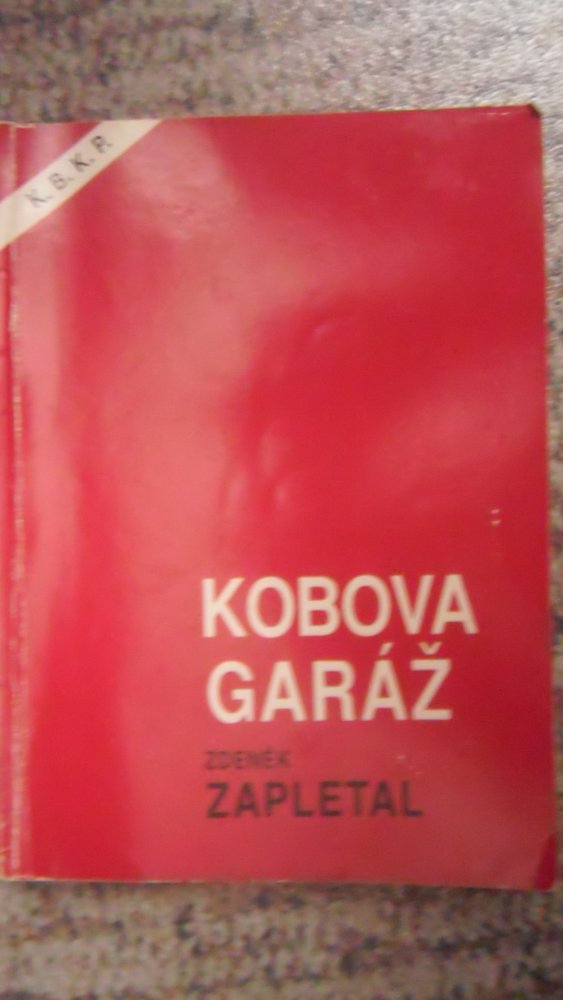 K. B. K. P.
KOBOVA
GARÁŽ
ZDENĚK
ZAPLETAL